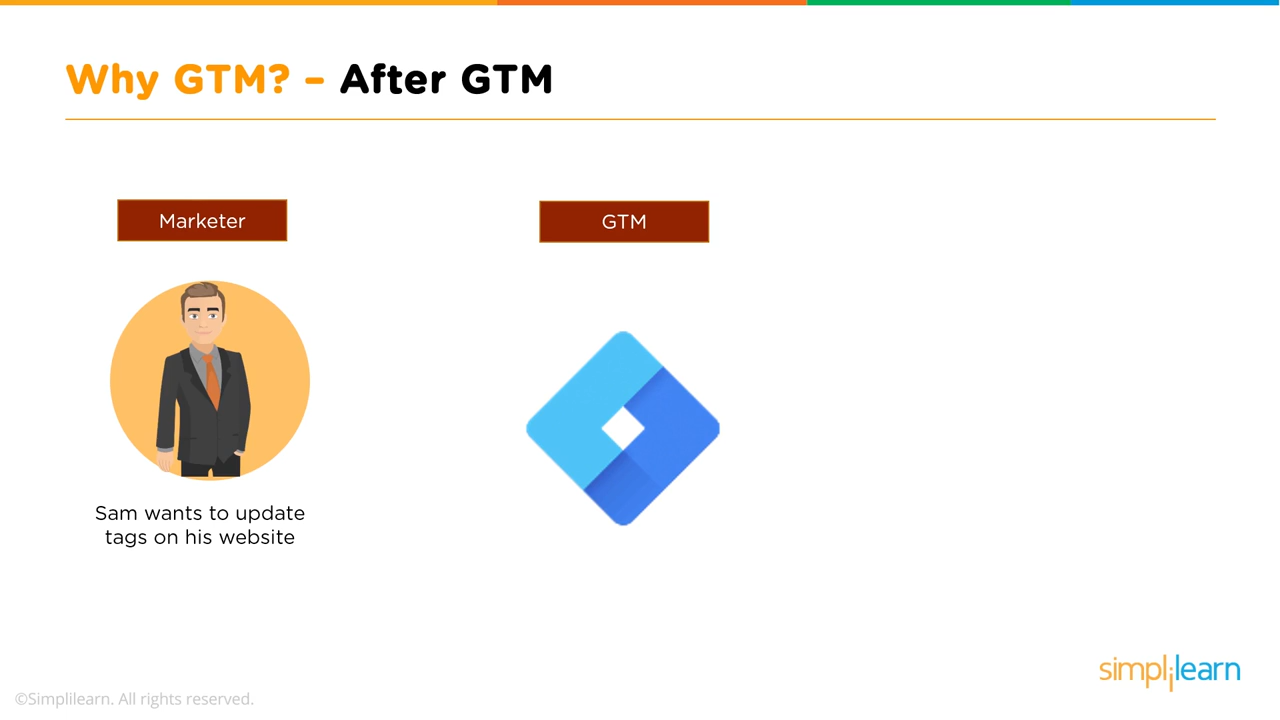 Why GTM? – After GTM
Marketer
GTM
Sam wants to update
tags on his website
simplilearn
©Simplilearn. All rights reserved.